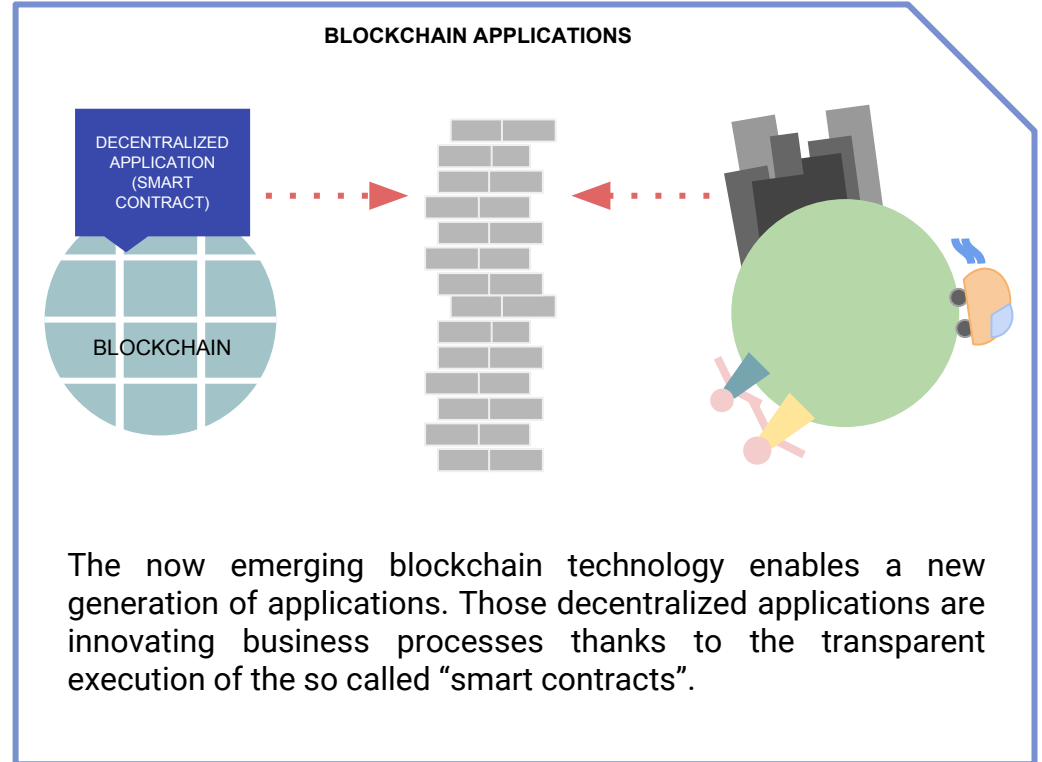 BLOCKCHAIN APPLICATIONS
DECENTRALIZED
APPLICATION
(SMART
CONTRACT)
BLOCKCHAIN
The now emerging blockchain technology enables a new
generation of applications. Those decentralized applications are
innovating business processes thanks to the transparent
execution of the so called “smart contracts”.